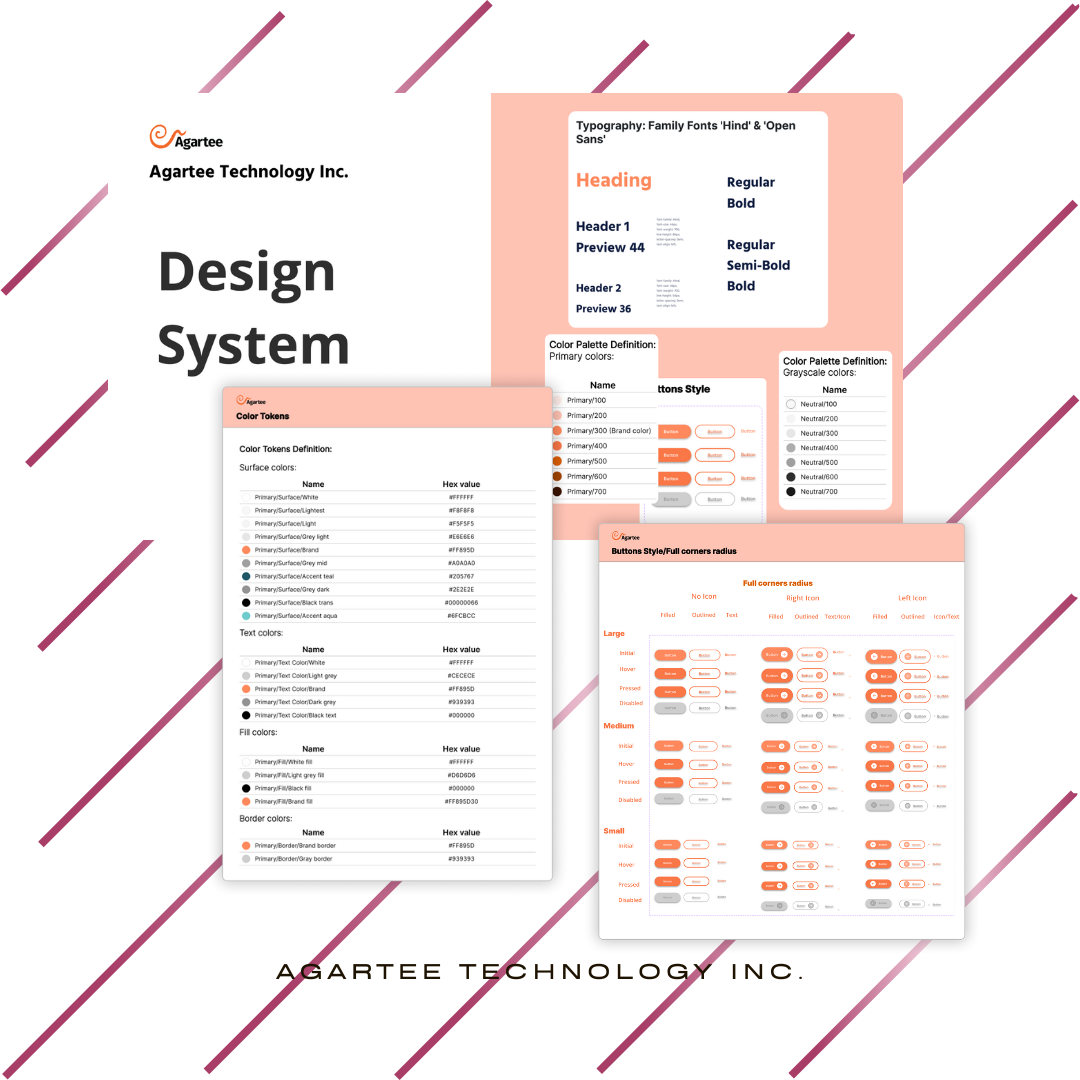 Agartee
Agartee Technology Inc.
Design
System
Typography: Family Fonts 'Hind' & 'Open
Sans'
Heading
Regular
Bold
Header 1
Preview 44
Regular
Semi-Bold
Bold
Header 2
Preview 36
Color Palette Definition:
Primary colors:
Name
Primary/100
Primary/200
Primary/300 (Brand color)
Primary/400
Primary/500
Primary/600
Primary/700
ttons Style
Button Button Button
Button Button Button
Button Button Button
Button Button Button
Color Palette Definition:
Grayscale colors:
Name
Neutral/100
Neutral/200
Neutral/300
Neutral/400
Neutral/500
Neutral/600
Neutral/700
Agartee
Color Tokens
Color Tokens Definition:
Surface colors:
Name Hex value
Primary/Surface/White #FFFFFF
Primary/Surface/Lightest #F8F8F8
Primary/Surface/Light #F5F5F5
Primary/Surface/Grey light #E6E6E6
Primary/Surface/Brand #FF895D
Primary/Surface/Grey mid #A0A0A0
Primary/Surface/Accent teal #205767
Primary/Surface/Grey dark #2E2E2E
Primary/Surface/Black trans #00000066
Primary/Surface/Accent aqua #6FCBCC
Text colors:
Name Hex value
Primary/Text Color/White #FFFFFF
Primary/Text Color/Light grey #CECECE
Primary/Text Color/Brand #FF895D
Primary/Text Color/Dark grey #939393
Primary/Text Color/Black text #000000
Fill colors:
Name Hex value
Primary/Fill/White fill #FFFFFF
Primary/Fill/Light grey fill #D6D6D6
Primary/Fill/Black fill #000000
Primary/Fill/Brand fill #FF895D30
Border colors:
Name Hex value
Primary/Border/Brand border #FF895D
Primary/Border/Gray border #939393
Agartee
Buttons Style/Full corners radius
Full corners radius
No Icon Right Icon Left Icon
Filled Outlined Text Filled Outlined Text/Icon Filled Outlined Icon/Text
Large
Initial
Hover
Pressed
Disabled
Medium
Initial
Hover
Pressed
Disabled
Small
Initial
Hover
Pressed
Disabled
AGARTEE TECHNOLOGY INC.